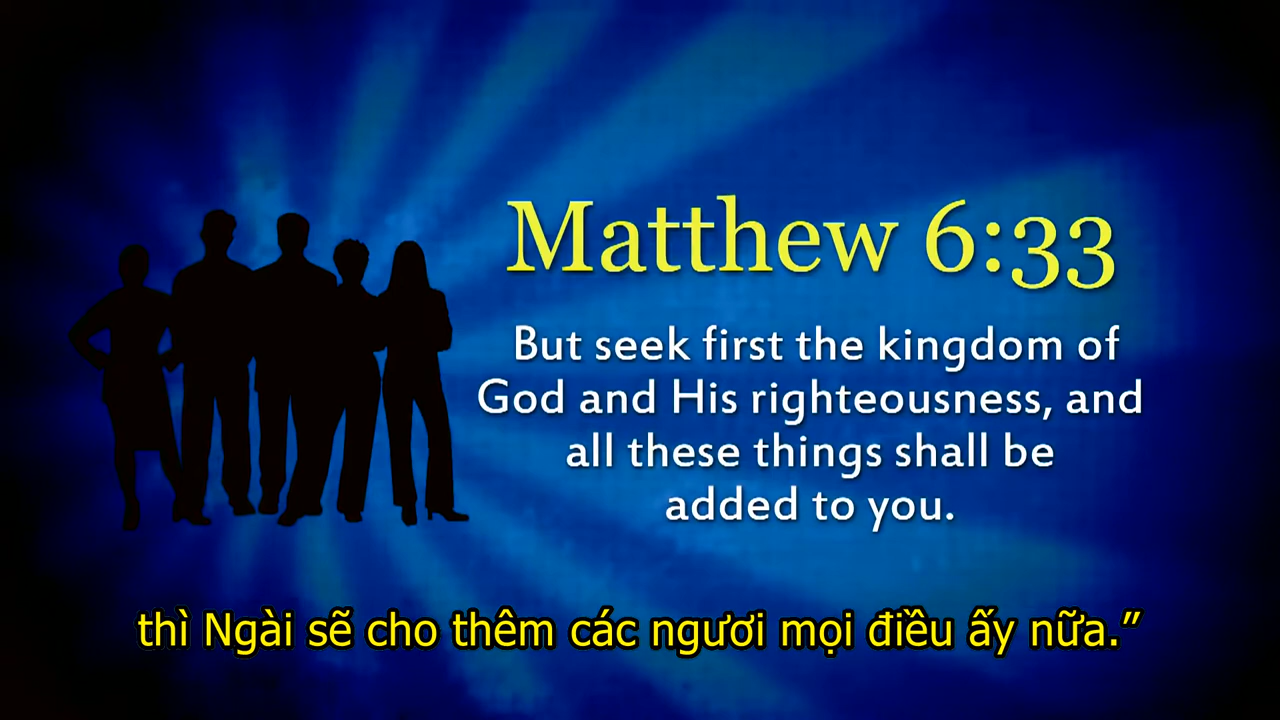 Matthew 6:33
But seek first the kingdom of
God and His righteousness, and
all these things shall be
added to you.
thì Ngài sẽ cho thêm các ngươi mọi điều ấy nữa.”